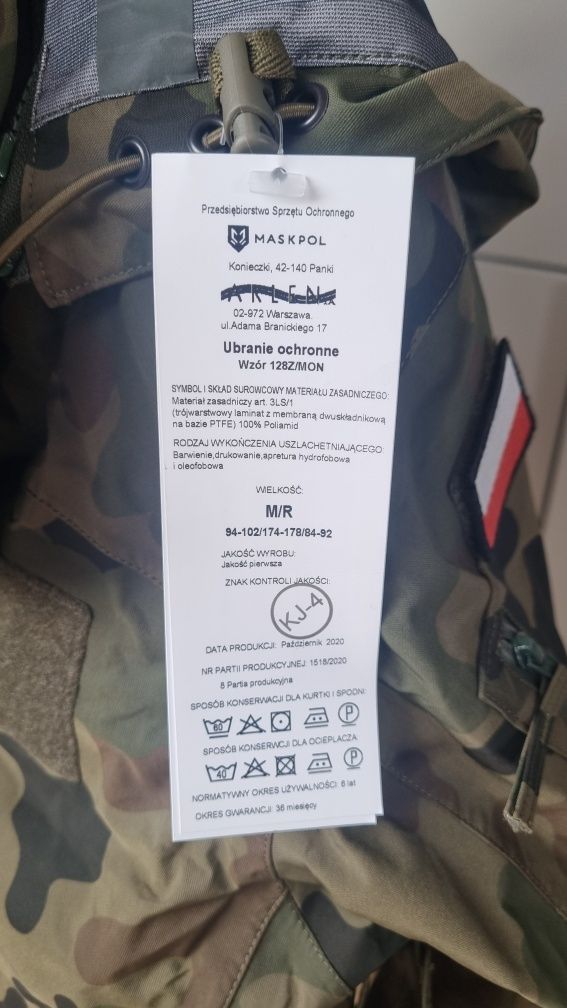 Przedsiębiorstwo Sprzętu Ochronnego
MASKPOL
Konieczki, 42-140 Panki
ARLEN S.A.
02-972 Warszawa.
ul.Adama Branickiego 17
Ubranie ochronne
Wzór 128Z/MON
SYMBOL I SKŁAD SUROWCOWY MATERIAŁU ZASADNICZEGO:
Materiał zasadniczy art. 3LS/1
(trójwarstwowy laminat z membraną dwuskładnikową
na bazie PTFE) 100% Poliamid
RODZAJ WYKOŃCZENIA USZLACHETNIAJĄCEGO:
Barwienie,drukowanie,apretura hydrofobowa
i oleofobowa
WIELKOŚĆ:
M/R
94-102/174-178/84-92
JAKOŚĆ WYROBU:
Jakość pierwsza
ZNAK KONTROLI JAKOŚCI:
KJ-4
DATA PRODUKCJI: Październik 2020
NR PARTII PRODUKCYJNEJ: 1518/2020
8 Partia produkcyjna
SPOSÓB KONSERWACJI DLA KURTKI I SPODNI:
60 P
SPOSÓB KONSERWCJI DLA OCIEPLACZA:
40 P
NORMATYWNY OKRES UŻYWALNOŚCI: 6 lat
OKRES GWARANCJI: 36 miesięcy